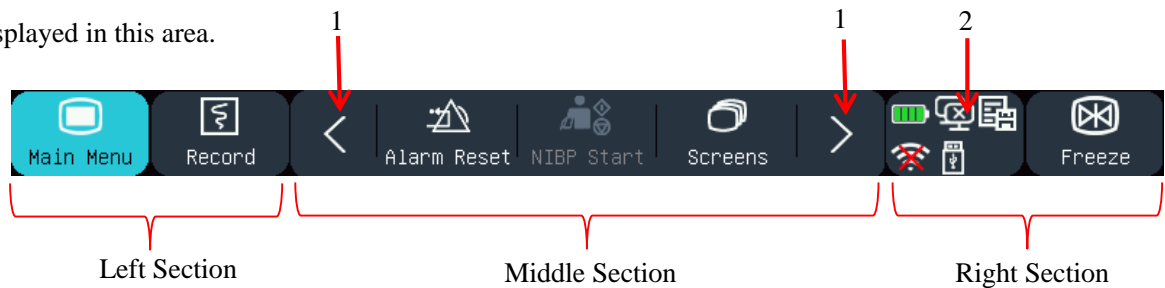 displayed in this area.
1 1 2
Main Menu Record Alarm Reset NIBP Start Screens Freeze
Left Section Middle Section Right Section